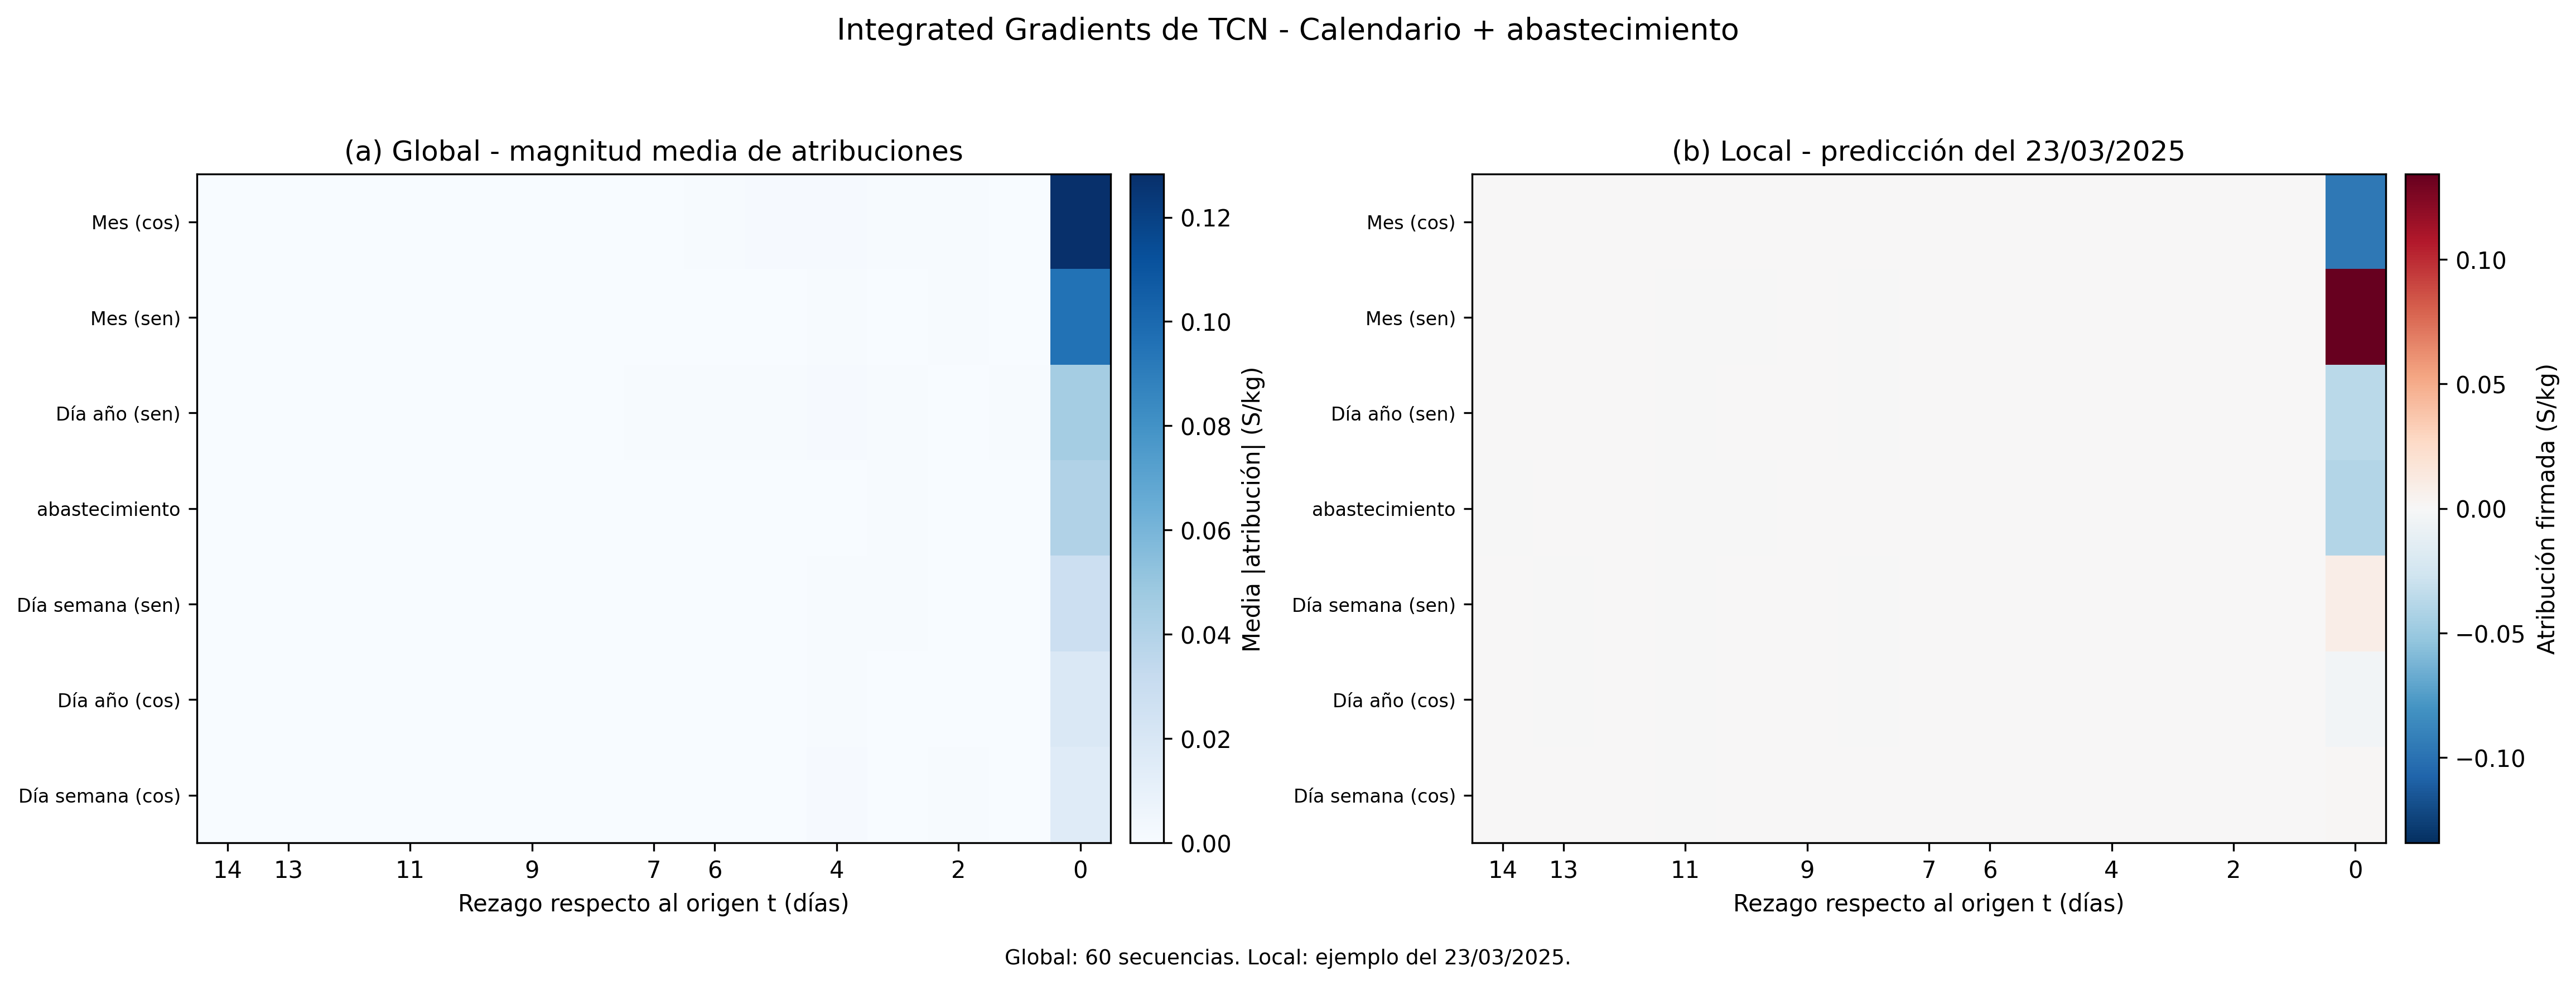 Integrated Gradients de TCN - Calendario + abastecimiento
(a) Global - magnitud media de atribuciones
Mes (cos)
Mes (sen)
Día año (sen)
abastecimiento
Día semana (sen)
Día año (cos)
Día semana (cos)
14 13 11 9 7 6 4 2 0
Rezago respecto al origen t (días)
0.12
0.10
0.08
0.06
0.04
0.02
0.00
Media |atribución| (S/kg)
(b) Local - predicción del 23/03/2025
Mes (cos)
Mes (sen)
Día año (sen)
abastecimiento
Día semana (sen)
Día año (cos)
Día semana (cos)
14 13 11 9 7 6 4 2 0
Rezago respecto al origen t (días)
0.10
0.05
0.00
−0.05
−0.10
Atribución firmada (S/kg)
Global: 60 secuencias. Local: ejemplo del 23/03/2025.